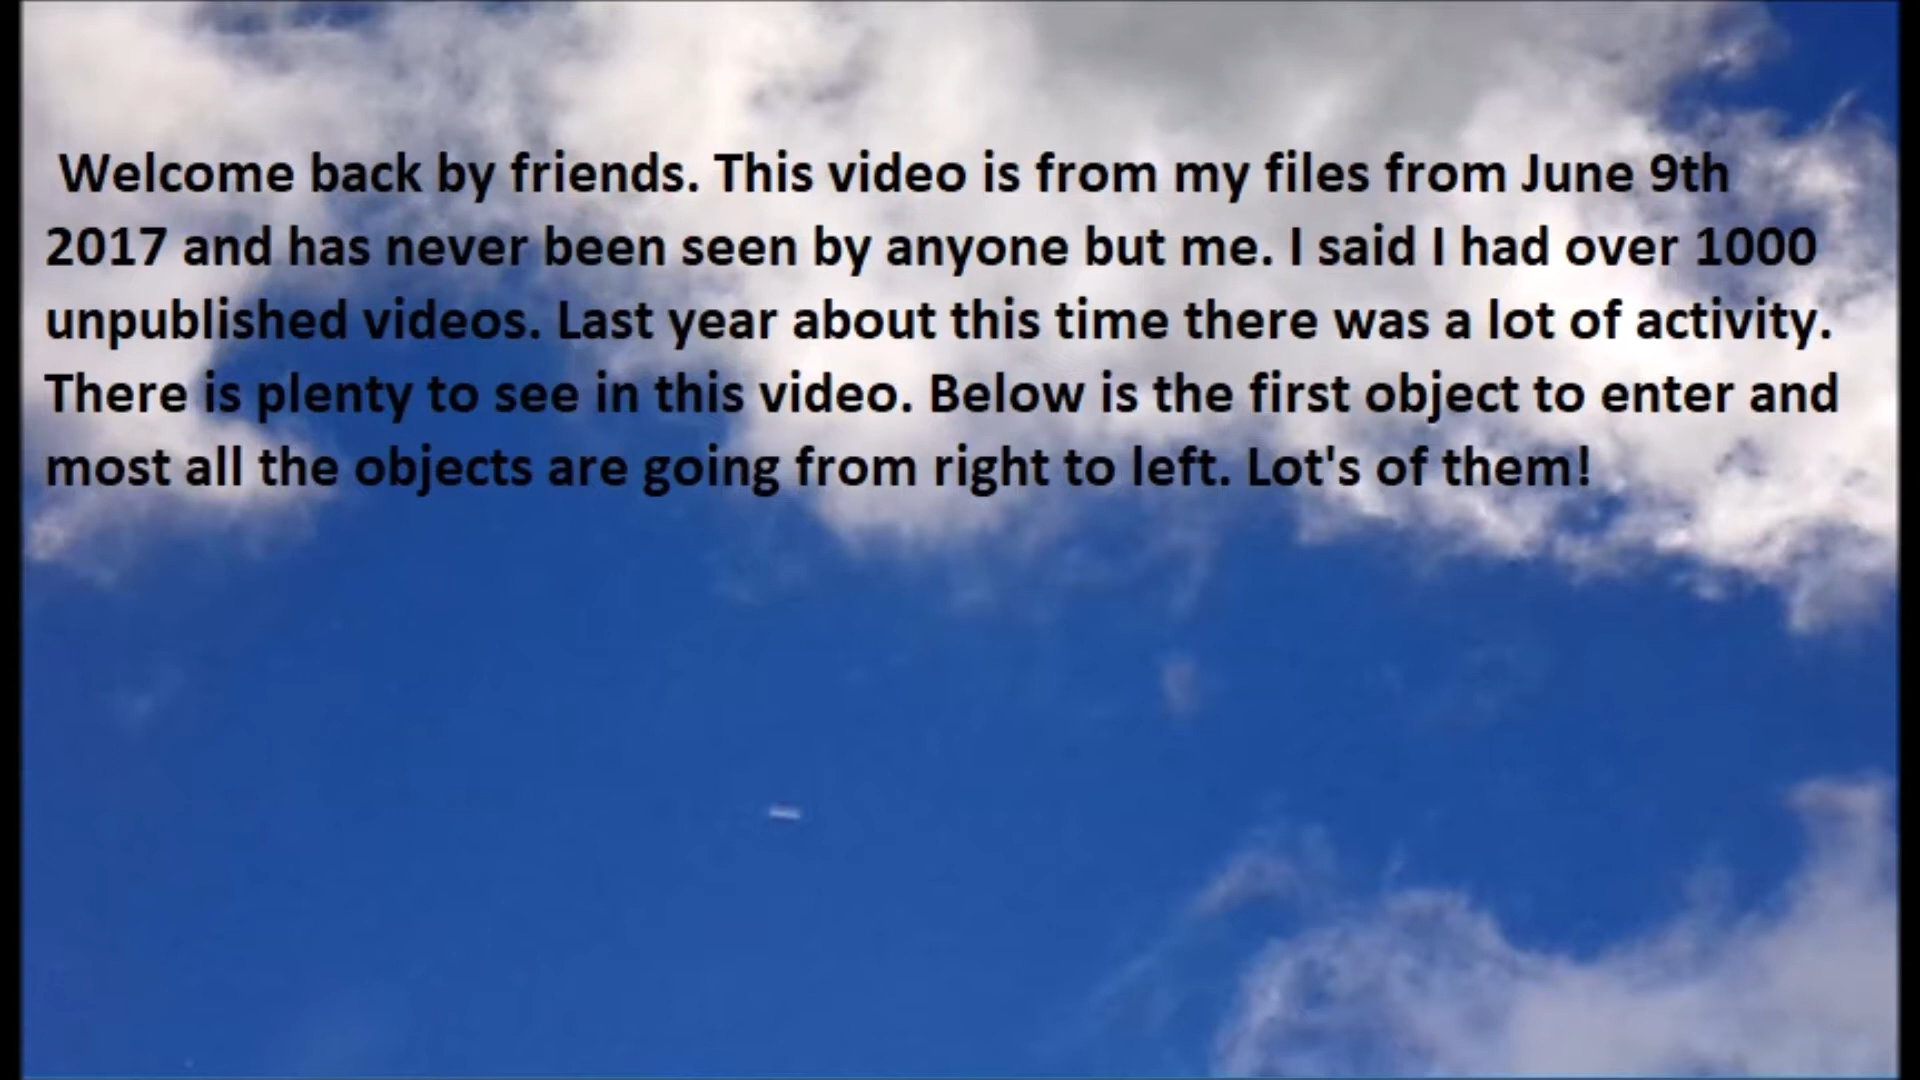 Welcome back by friends. This video is from my files from June 9th
2017 and has never been seen by anyone but me. I said I had over 1000
unpublished videos. Last year about this time there was a lot of activity.
There is plenty to see in this video. Below is the first object to enter and
most all the objects are going from right to left. Lot's of them!